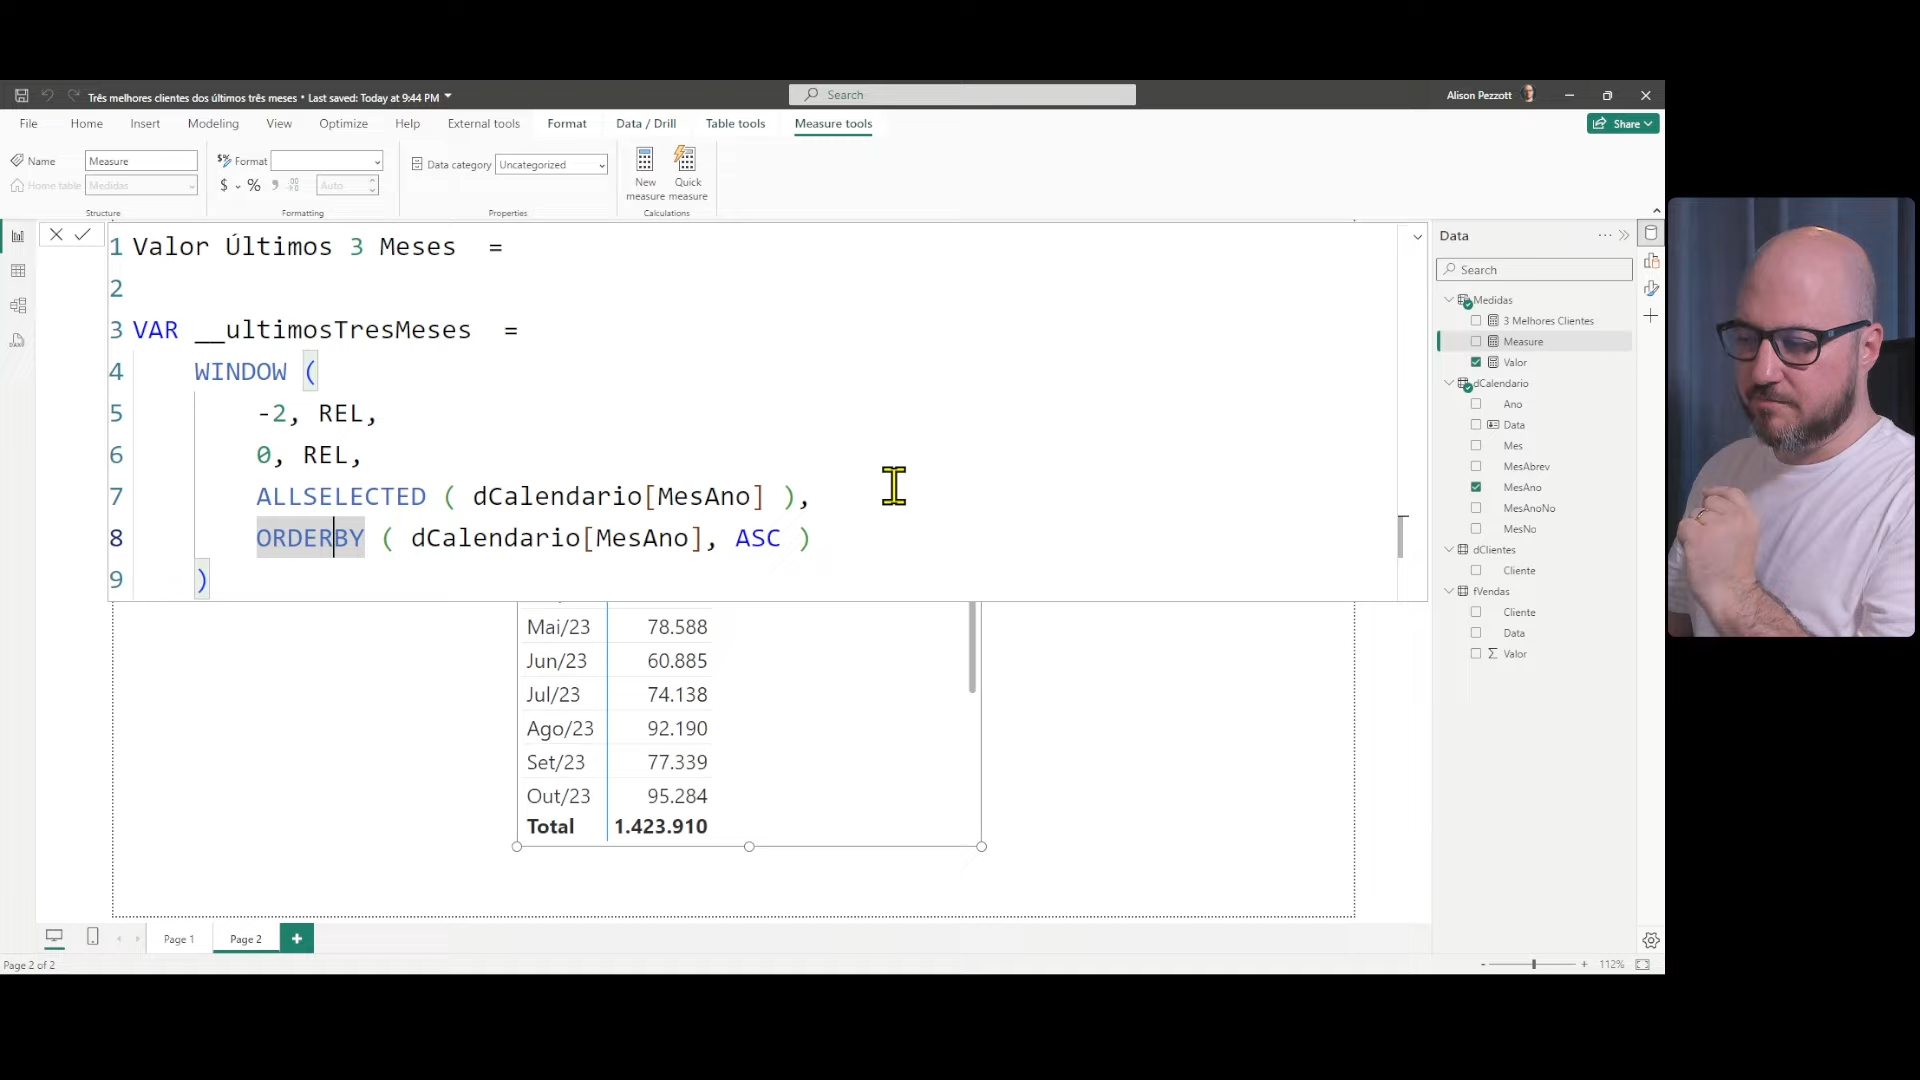 Três melhores clientes dos últimos três meses • Last saved: Today at 9:44 PM
Search
Alison Pezzott
File Home Insert Modeling View Optimize Help External tools Format Data / Drill Table tools Measure tools
Share
Name Measure
Home table Medidas
Structure
Format
$ % Auto
Formatting
Data category Uncategorized
Properties
New measure
Quick measure
Calculations
1 Valor Últimos 3 Meses =
2
3 VAR __ultimosTresMeses =
4 WINDOW (
5 -2, REL,
6 0, REL,
7 ALLSELECTED ( dCalendario[MesAno] ),
8 ORDERBY ( dCalendario[MesAno], ASC )
9 )
Mai/23 78.588
Jun/23 60.885
Jul/23 74.138
Ago/23 92.190
Set/23 77.339
Out/23 95.284
Total 1.423.910
Data
Search
Medidas
3 Melhores Clientes
Measure
Valor
dCalendario
Ano
Data
Mes
MesAbrev
MesAno
MesAnoNo
MesNo
dClientes
Cliente
fVendas
Cliente
Data
Σ Valor
Page 1 Page 2 +
Page 2 of 2
- + 112%